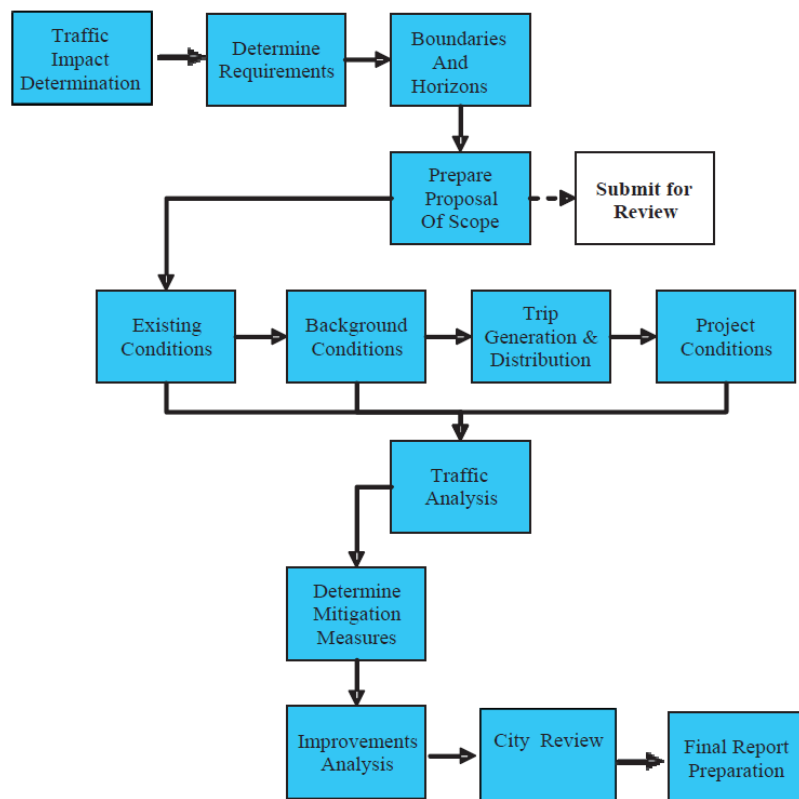 Traffic
Impact
Determination
Determine
Requirements
Boundaries
And
Horizons
Prepare
Proposal
Of Scope
Submit for
Review
Existing
Conditions
Background
Conditions
Trip
Generation &
Distribution
Project
Conditions
Traffic
Analysis
Determine
Mitigation
Measures
Improvements
Analysis
City Review
Final Report
Preparation